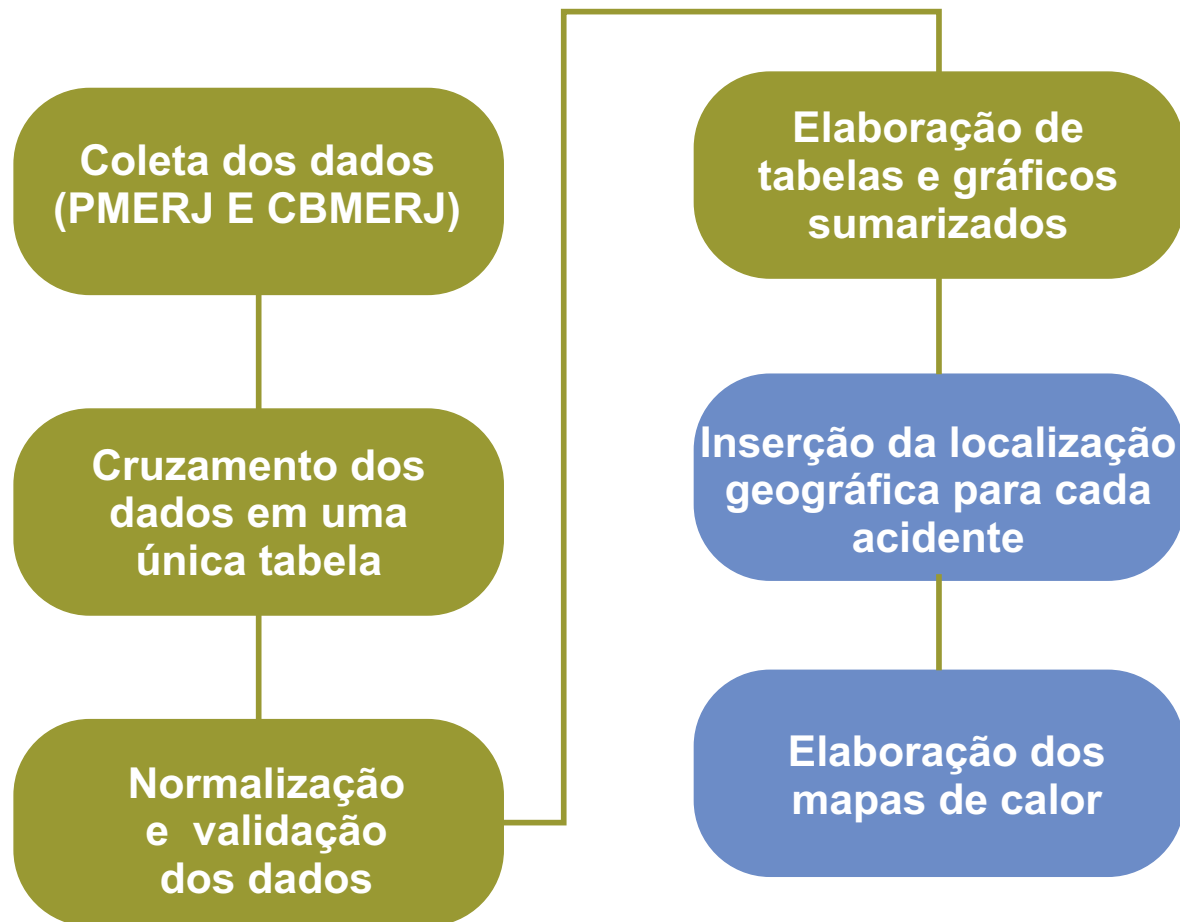 Coleta dos dados
(PMERJ E CBMERJ)
Cruzamento dos
dados em uma
única tabela
Normalização
e validação
dos dados
Elaboração de
tabelas e gráficos
sumarizados
Inserção da localização
geográfica para cada
acidente
Elaboração dos
mapas de calor